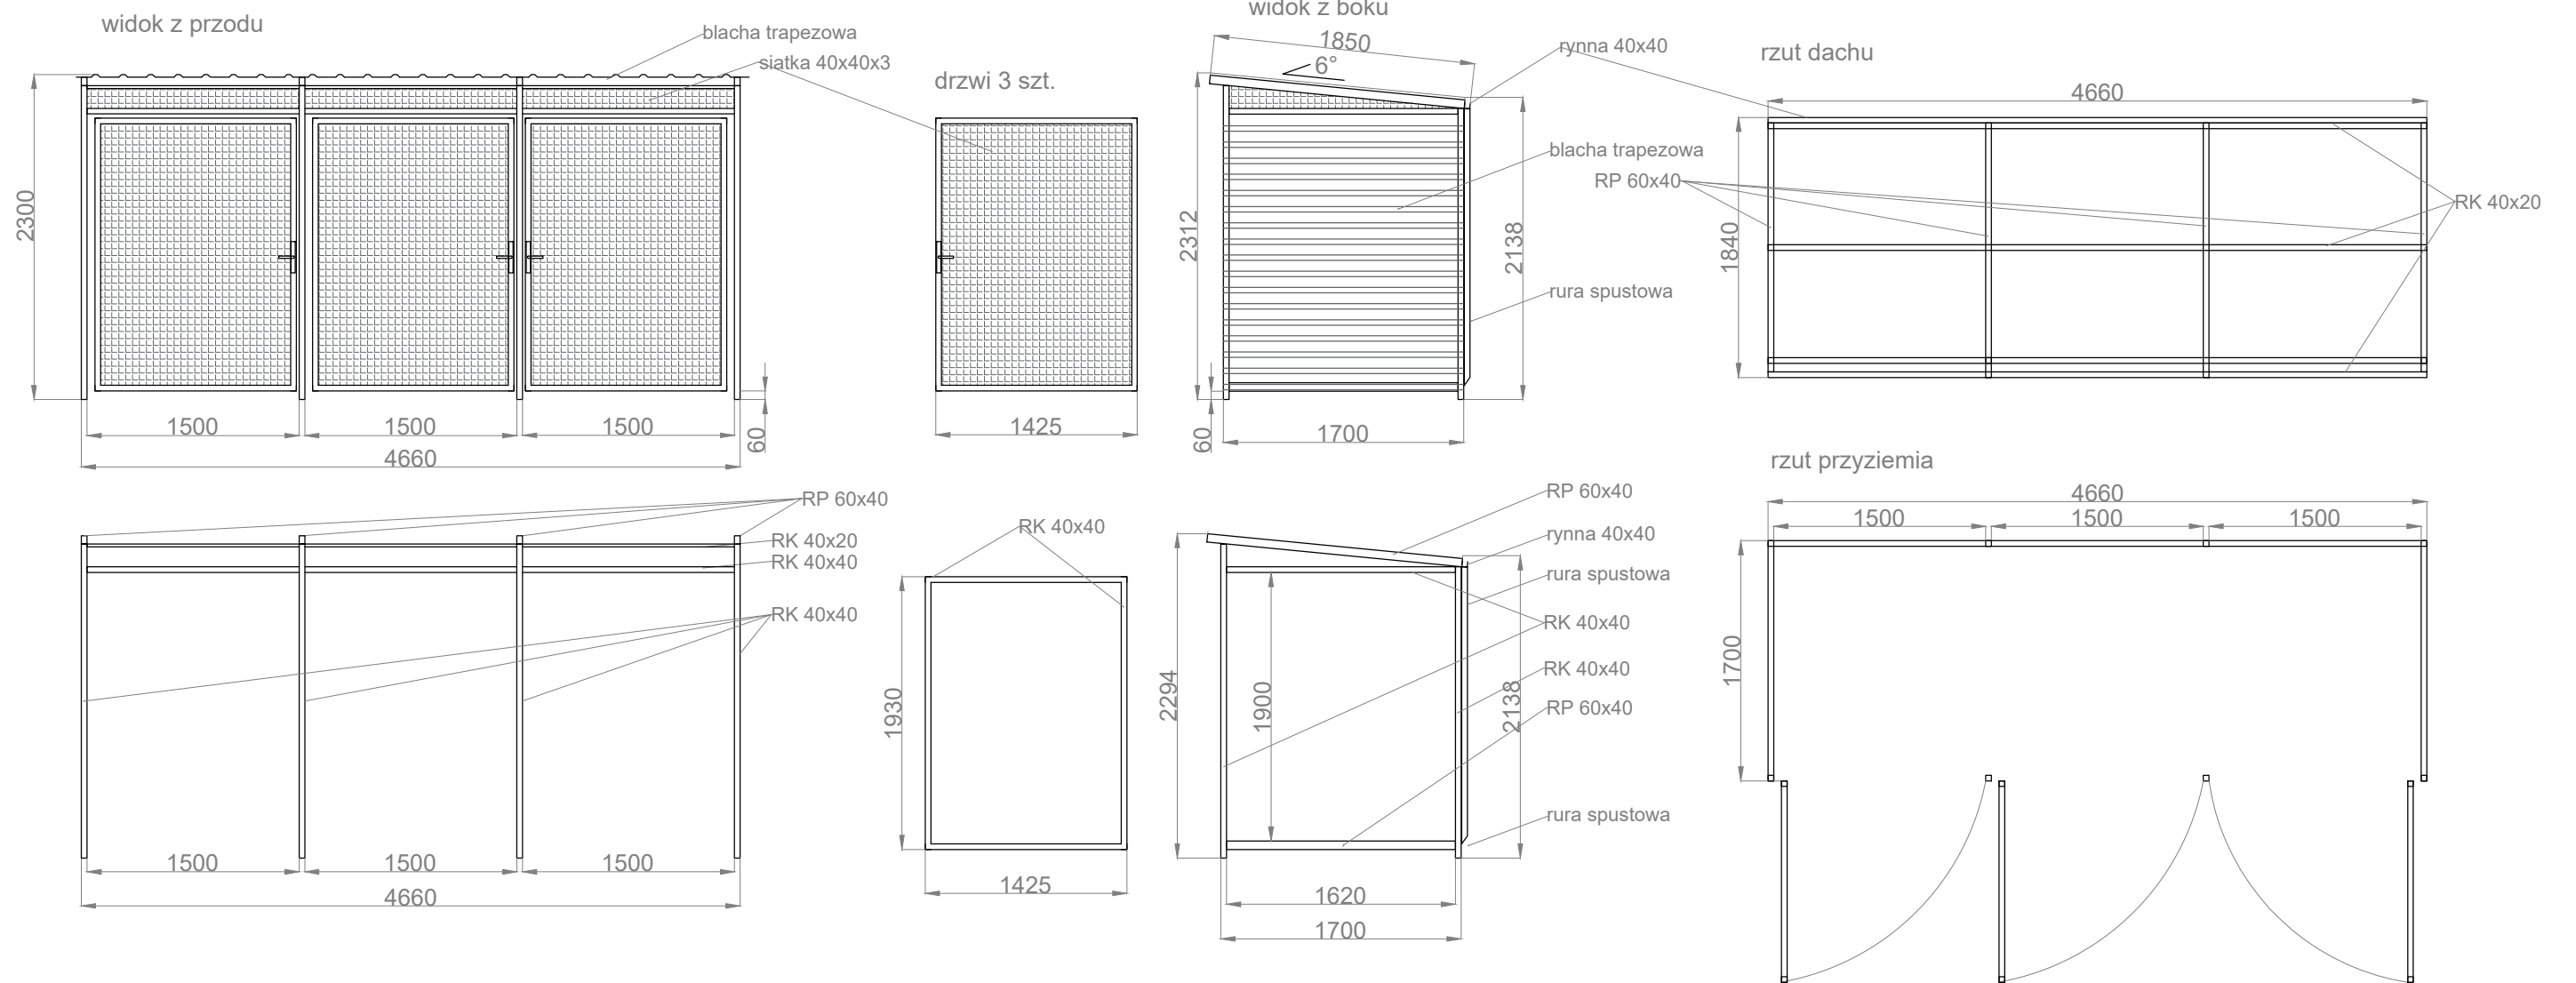 widok z przodu
blacha trapezowa
siatka 40x40x3
2300
1500
1500
1500
60
4660
drzwi 3 szt.
1425
widok z boku
1850
6°
rynna 40x40
blacha trapezowa
RP 60x40
2312
2138
rura spustowa
60
1700
rzut dachu
4660
1840
RK 40x20
RP 60x40
RK 40x20
RK 40x40
RK 40x40
1500
1500
1500
4660
RK 40x40
1930
1425
RP 60x40
rynna 40x40
rura spustowa
RK 40x40
RK 40x40
RP 60x40
rura spustowa
2294
1900
2138
1620
1700
rzut przyziemia
4660
1500
1500
1500
1700